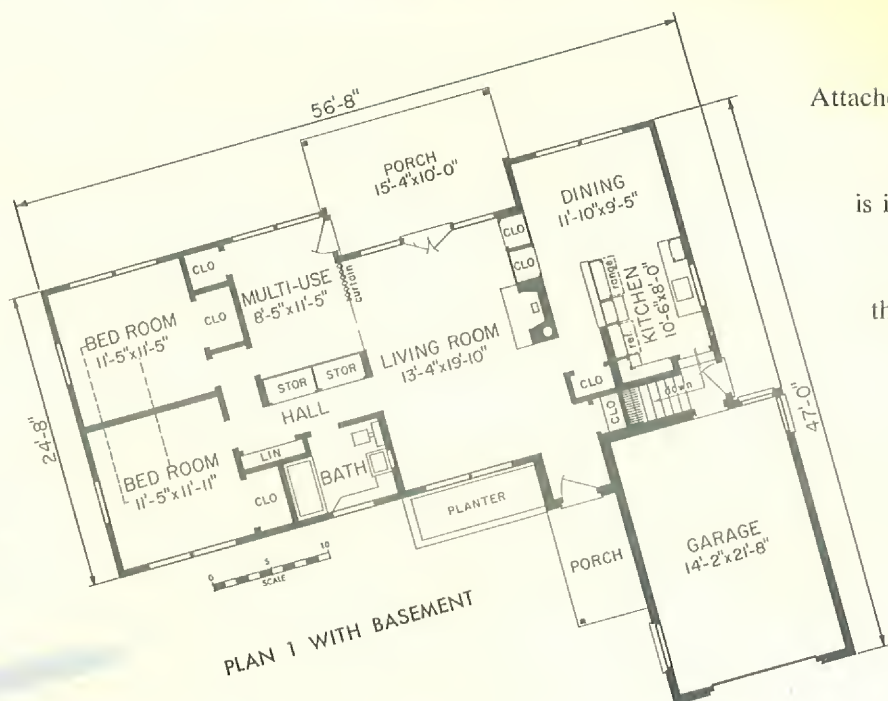 56'-8"
Attache
PORCH
15'-4"x10'-0"
DINING
11'-10"x9'-5"
is i
CLO
CLO
CLO
MULTI-USE
8'-5"x11'-5"
curtain
range
KITCHEN
10'-6"x8'-0"
ref.
th
CLO
BED ROOM
11'-5"x11'-5"
LIVING ROOM
13'-4"x19'-10"
STOR
STOR
HALL
CLO
CLO
down
24'-8"
47'-0"
BED ROOM
11'-5"x11'-11"
LIN
BATH
CLO
PLANTER
PORCH
GARAGE
14'-2"x21'-8"
0 5 10
SCALE
PLAN 1 WITH BASEMENT